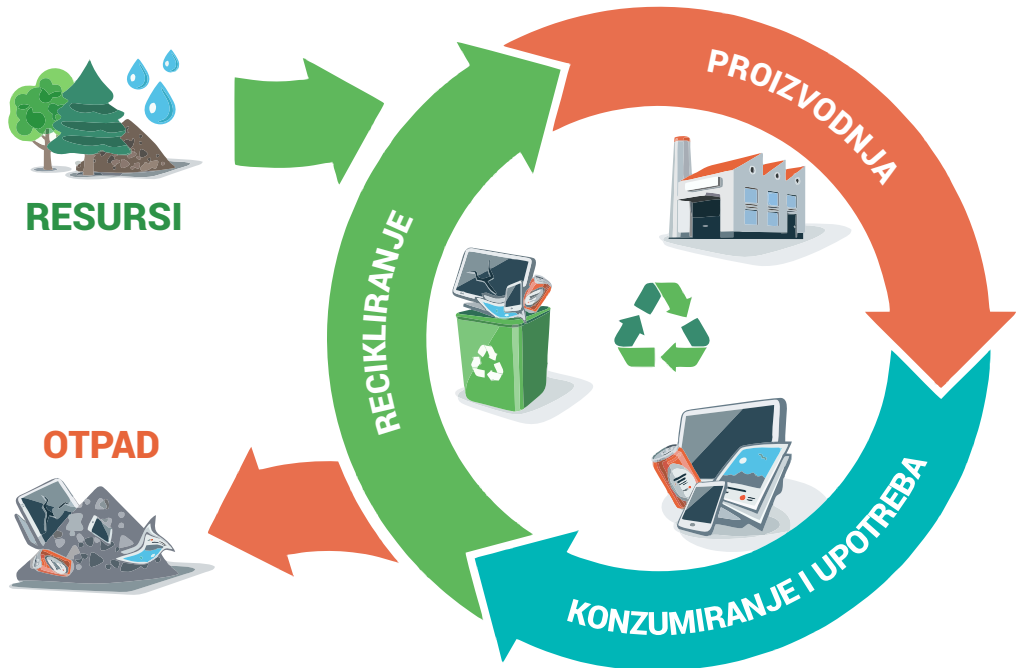 RESURSI
PROIZVODNJA
RECIKLIRANJE
OTPAD
KONZUMIRANJE I UPOTREBA